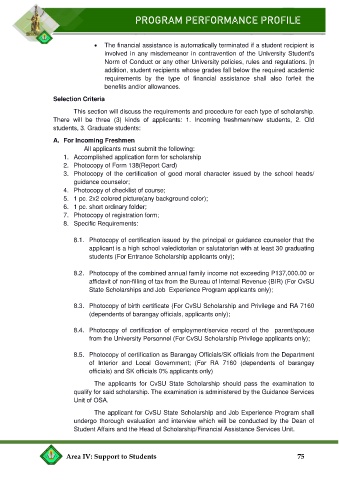 PROGRAM PERFORMANCE PROFILE
• The financial assistance is automatically terminated if a student recipient is
involved in any misdemeanor in contravention of the University Student's
Norm of Conduct or any other University policies, rules and regulations. [n
addition, student recipients whose grades fall below the required academic
requirements by the type of financial assistance shall also forfeit the
benefits and/or allowances.
Selection Criteria
This section will discuss the requirements and procedure for each type of scholarship.
There will be three (3) kinds of applicants: 1. incoming freshmen/new students, 2. Old
students, 3. Graduate students:
A. For Incoming Freshmen
All applicants must submit the following:
1. Accomplished application form for scholarship
2. Photocopy of Form 138(Report Card)
3. Photocopy of the certification of good moral character issued by the school heads/
guidance counselor;
4. Photocopy of checklist of course;
5. 1 pc. 2x2 colored picture(any background color);
6. 1 pc. short ordinary folder;
7. Photocopy of registration form;
8. Specific Requirements:
8.1. Photocopy of certification issued by the principal or guidance counselor that the
applicant is a high school valedictorian or salutatorian with at least 30 graduating
students (For Entrance Scholarship applicants only);
8.2. Photocopy of the combined annual family income not exceeding P137,000.00 or
affidavit of non-filing of tax from the Bureau of Internal Revenue (BIR) (For CvSU
State Scholarships and Job Experience Program applicants only);
8.3. Photocopy of birth certificate (For CvSU Scholarship and Privilege and RA 7160
(dependents of barangay officials, applicants only);
8.4. Photocopy of certification of employment/service record of the parent/spouse
from the University Personnel (For CvSU Scholarship Privilege applicants only);
8.5. Photocopy of certification as Barangay Officials/SK officials from the Department
of Interior and Local Government; (For RA 7160 (dependents of barangay
officials) and SK officials 0% applicants only)
The applicants for CvSU State Scholarship should pass the examination to
qualify for said scholarship. The examination is administered by the Guidance Services
Unit of OSA.
The applicant for CvSU State Scholarship and Job Experience Program shall
undergo thorough evaluation and interview which will be conducted by the Dean of
Student Affairs and the Head of Scholarship/Financial Assistance Services Unit.
Area IV: Support to Students 75